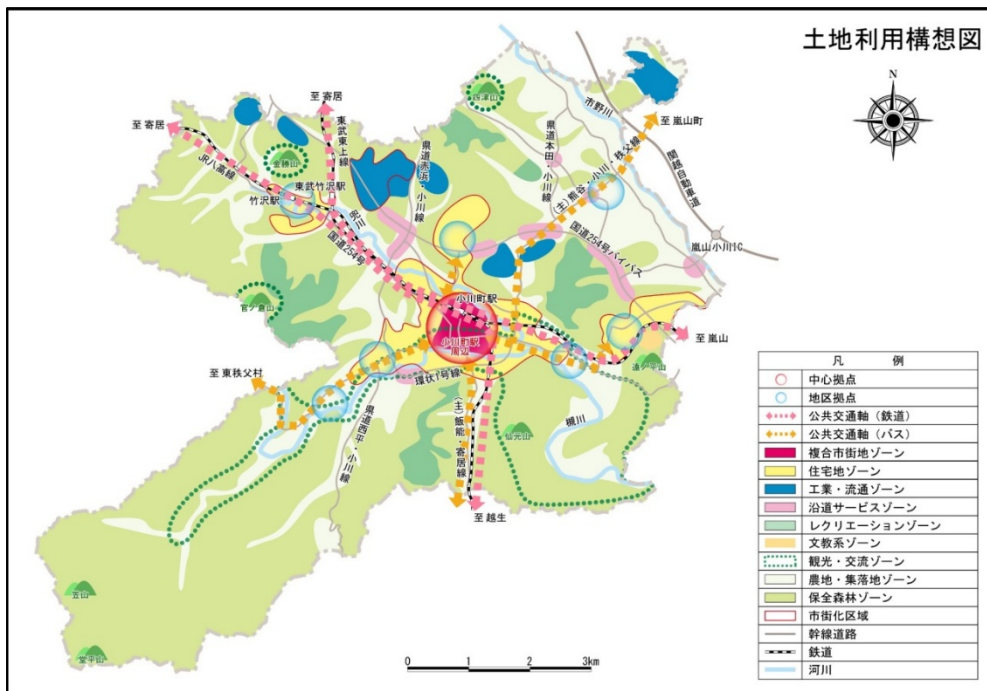 土地利用構想図
N
至 寄居
至 寄居
東武東上線
JR八高線
金勝山
東武竹沢駅
竹沢駅
県道赤浜・小川線
兜川
国道254号
四津山
市野川
至 嵐山町
県道本田・小川線
(主)熊谷・小川・秩父線
関越自動車道
国道254号バイパス
嵐山小川IC
官ノ倉山
小川町駅
小川町駅
周辺
至 嵐山
遠ノ平山
至 東秩父村
環状1号線
県道西平・小川線
(主)飯能・寄居線
仙元山
槻川
至 越生
笠山
堂平山
0 1 2 3km
凡 例
中心拠点
地区拠点
公共交通軸(鉄道)
公共交通軸(バス)
複合市街地ゾーン
住宅地ゾーン
工業・流通ゾーン
沿道サービスゾーン
レクリエーションゾーン
文教系ゾーン
観光・交流ゾーン
農地・集落地ゾーン
保全森林ゾーン
市街化区域
幹線道路
鉄道
河川